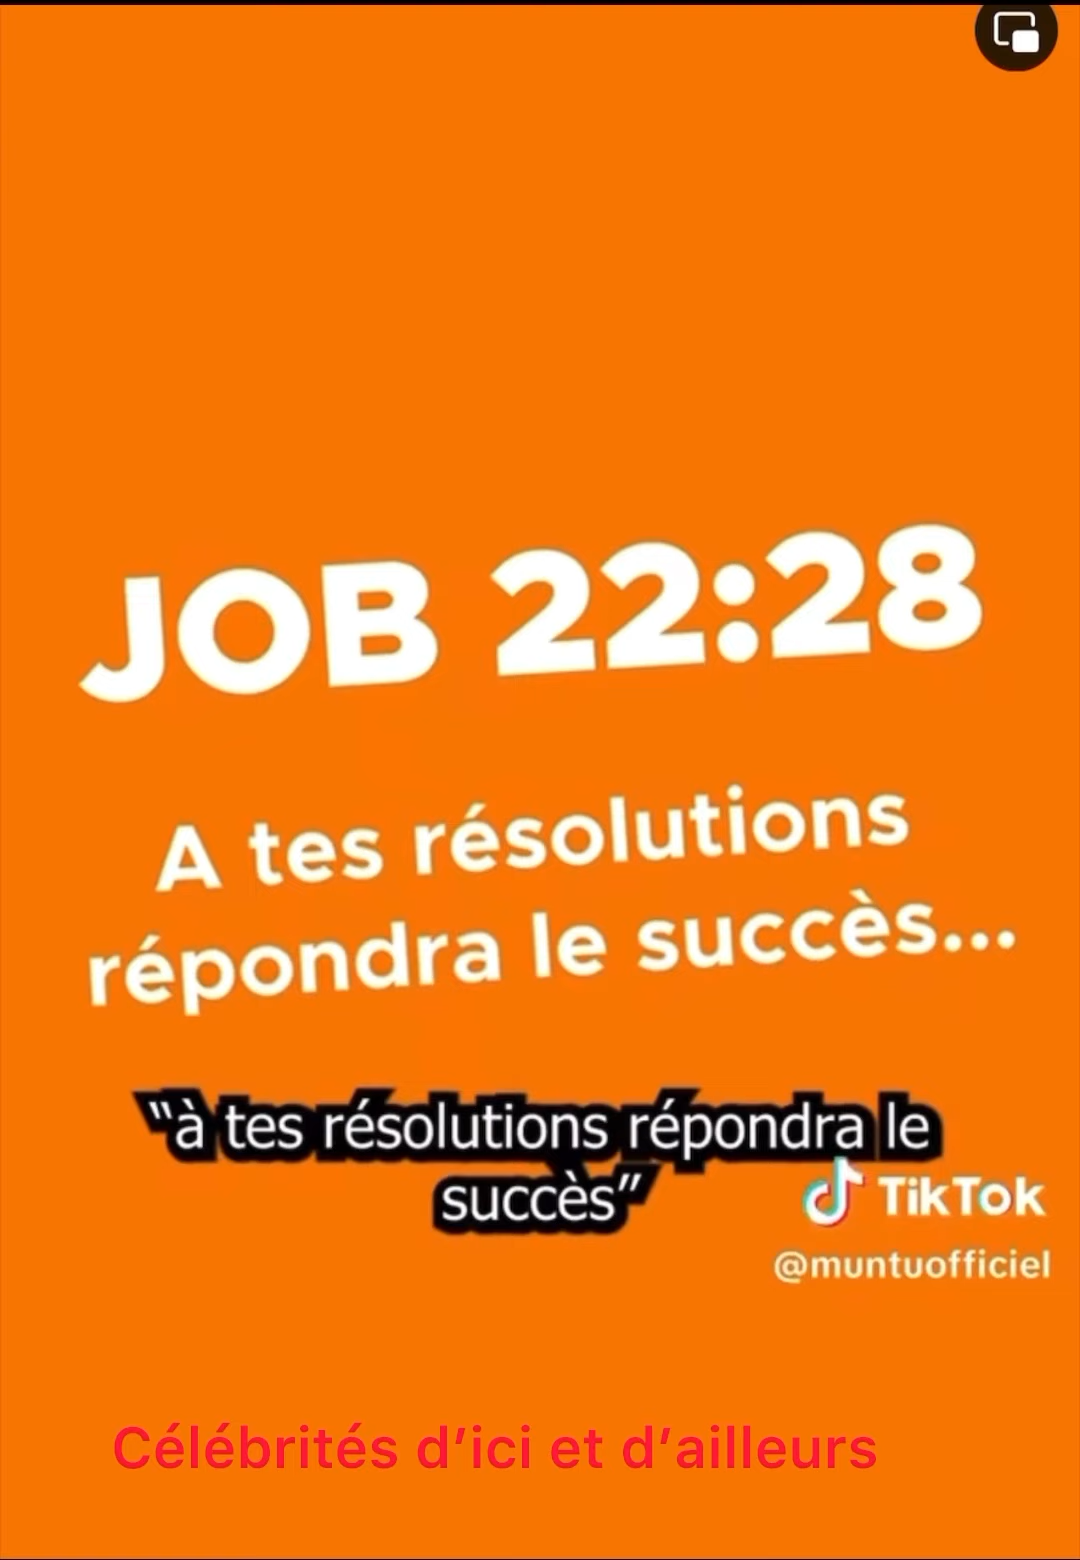 JOB 22:28
A tes résolutions
répondra le succès...
"à tes résolutions répondra le
succès"
TikTok
@muntuofficiel
Célébrités d’ici et d’ailleurs